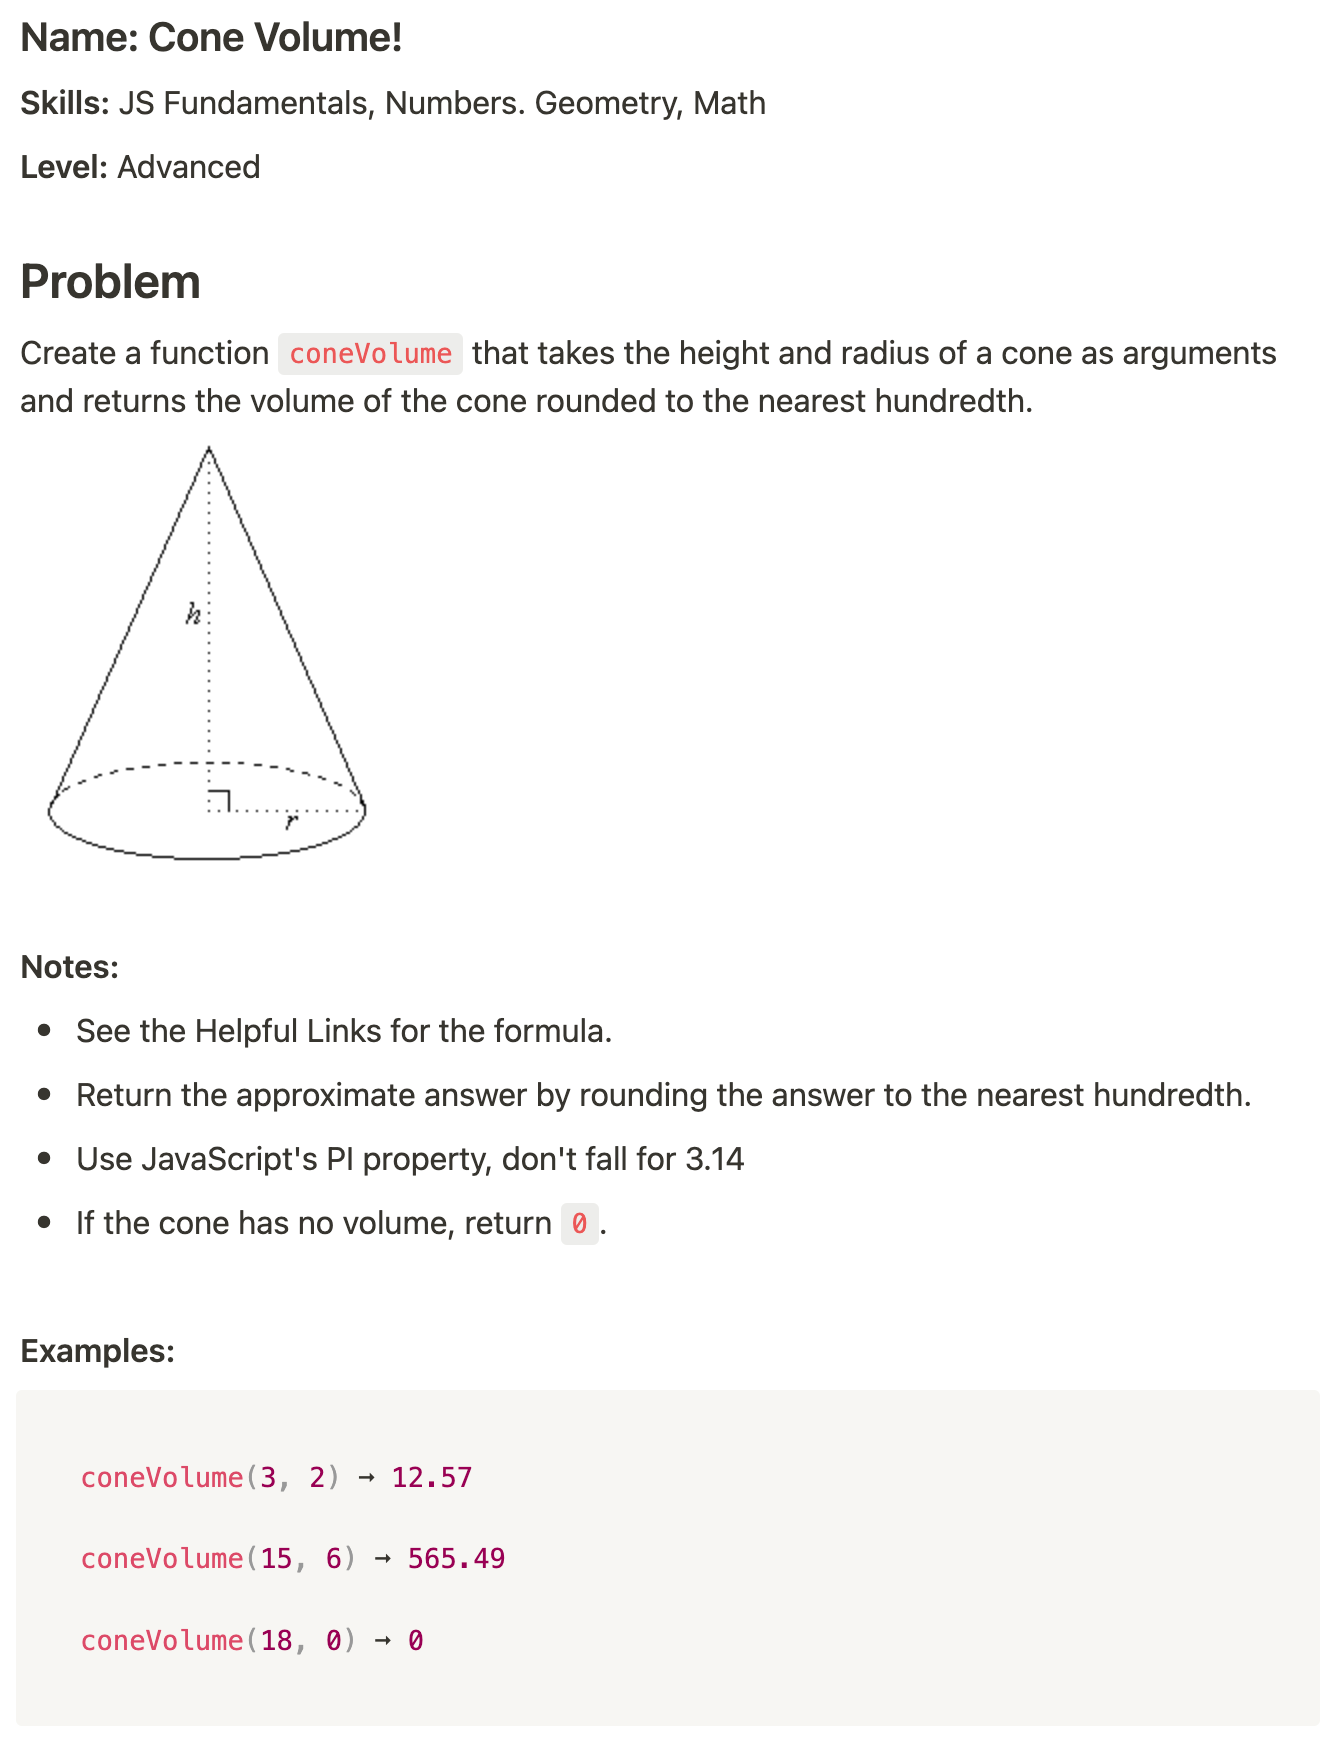 Name: Cone Volume!
Skills: JS Fundamentals, Numbers. Geometry, Math
Level: Advanced
Problem
Create a function coneVolume that takes the height and radius of a cone as arguments
and returns the volume of the cone rounded to the nearest hundredth.
h
r
Notes:
• See the Helpful Links for the formula.
• Return the approximate answer by rounding the answer to the nearest hundredth.
• Use JavaScript's PI property, don't fall for 3.14
• If the cone has no volume, return 0.
Examples:
coneVolume(3, 2) → 12.57
coneVolume(15, 6) → 565.49
coneVolume(18, 0) → 0